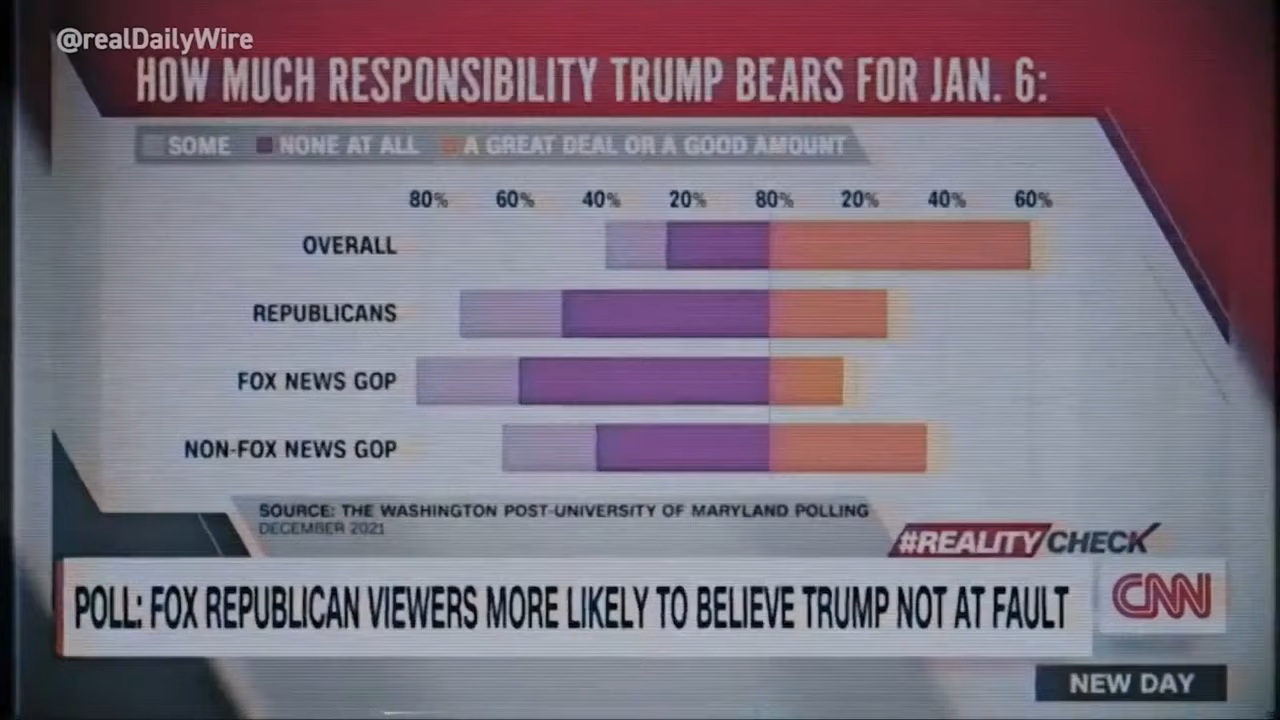 @realDailyWire
HOW MUCH RESPONSIBILITY TRUMP BEARS FOR JAN. 6:
SOME NONE AT ALL A GREAT DEAL OR A GOOD AMOUNT
80% 60% 40% 20% 80% 20% 40% 60%
OVERALL
REPUBLICANS
FOX NEWS GOP
NON-FOX NEWS GOP
SOURCE: THE WASHINGTON POST-UNIVERSITY OF MARYLAND POLLING
DECEMBER 2021
#REALITY CHECK
POLL: FOX REPUBLICAN VIEWERS MORE LIKELY TO BELIEVE TRUMP NOT AT FAULT
CNN
NEW DAY